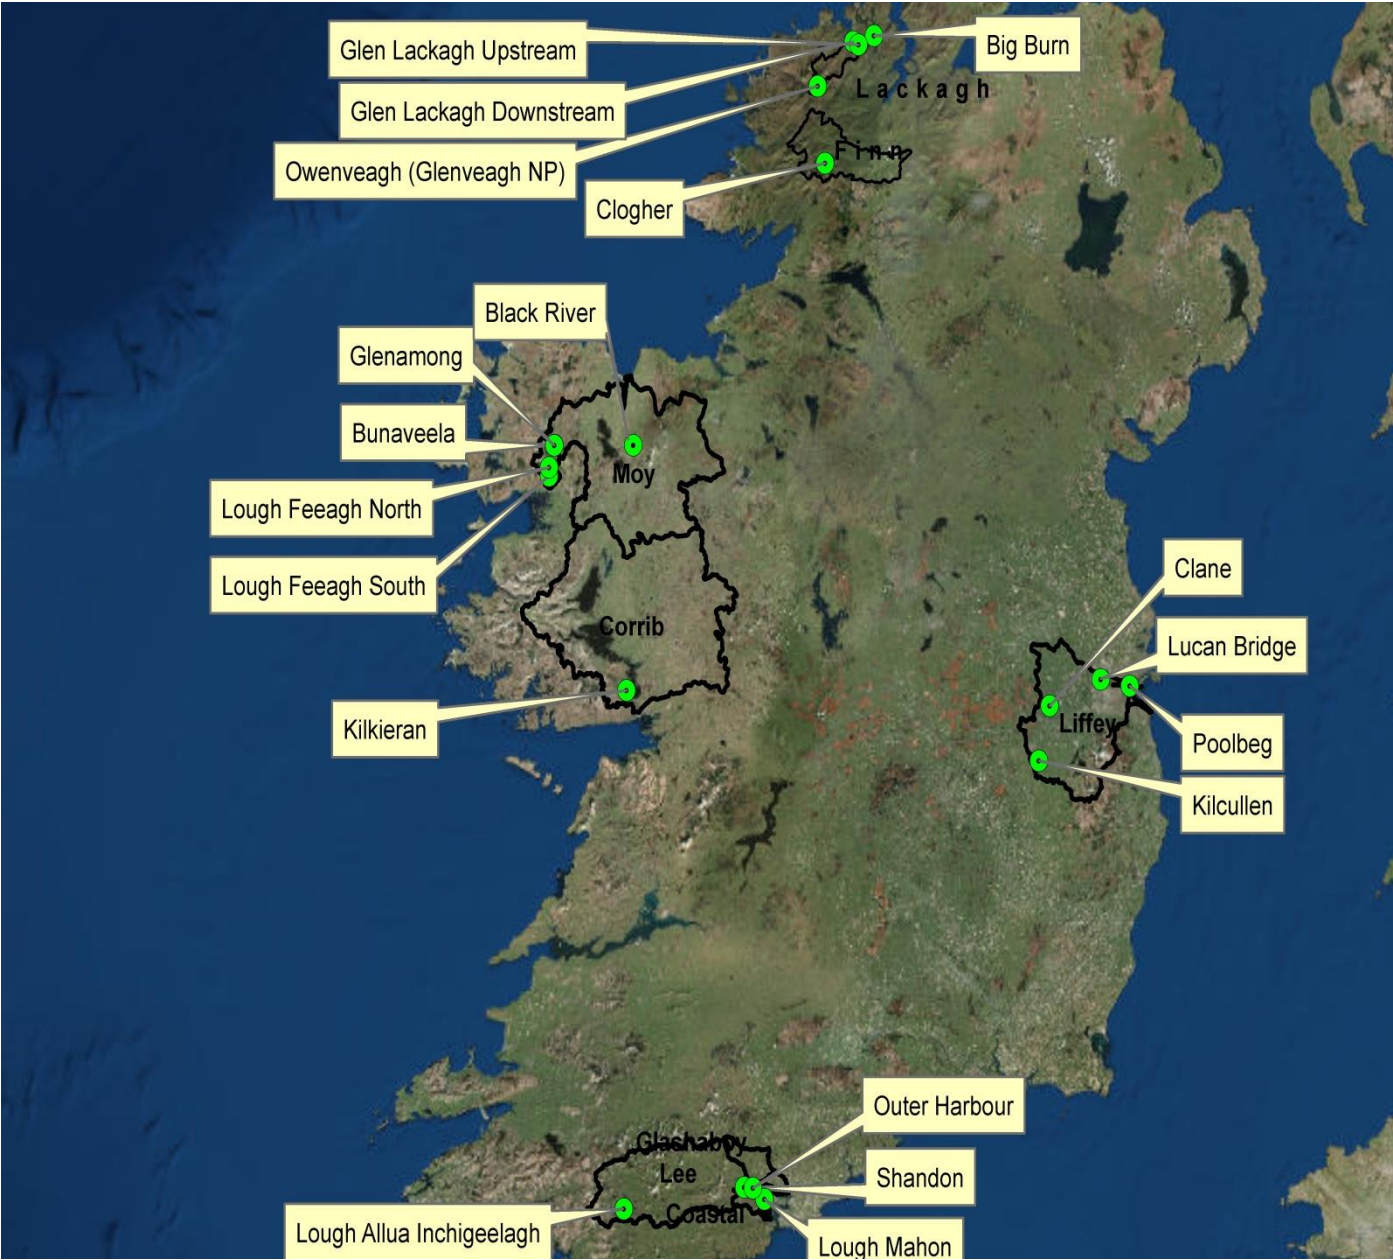 Glen Lackagh Upstream
Big Burn
Lackagh
Glen Lackagh Downstream
Finn
Owenveagh (Glenveagh NP)
Clogher
Black River
Glenamong
Bunaveela
Moy
Lough Feeagh North
Lough Feeagh South
Clane
Corrib
Lucan Bridge
Kilkieran
Liffey
Poolbeg
Kilcullen
Outer Harbour
Glashaboy
Lee
Shandon
Coastal
Lough Allua Inchigeelagh
Lough Mahon